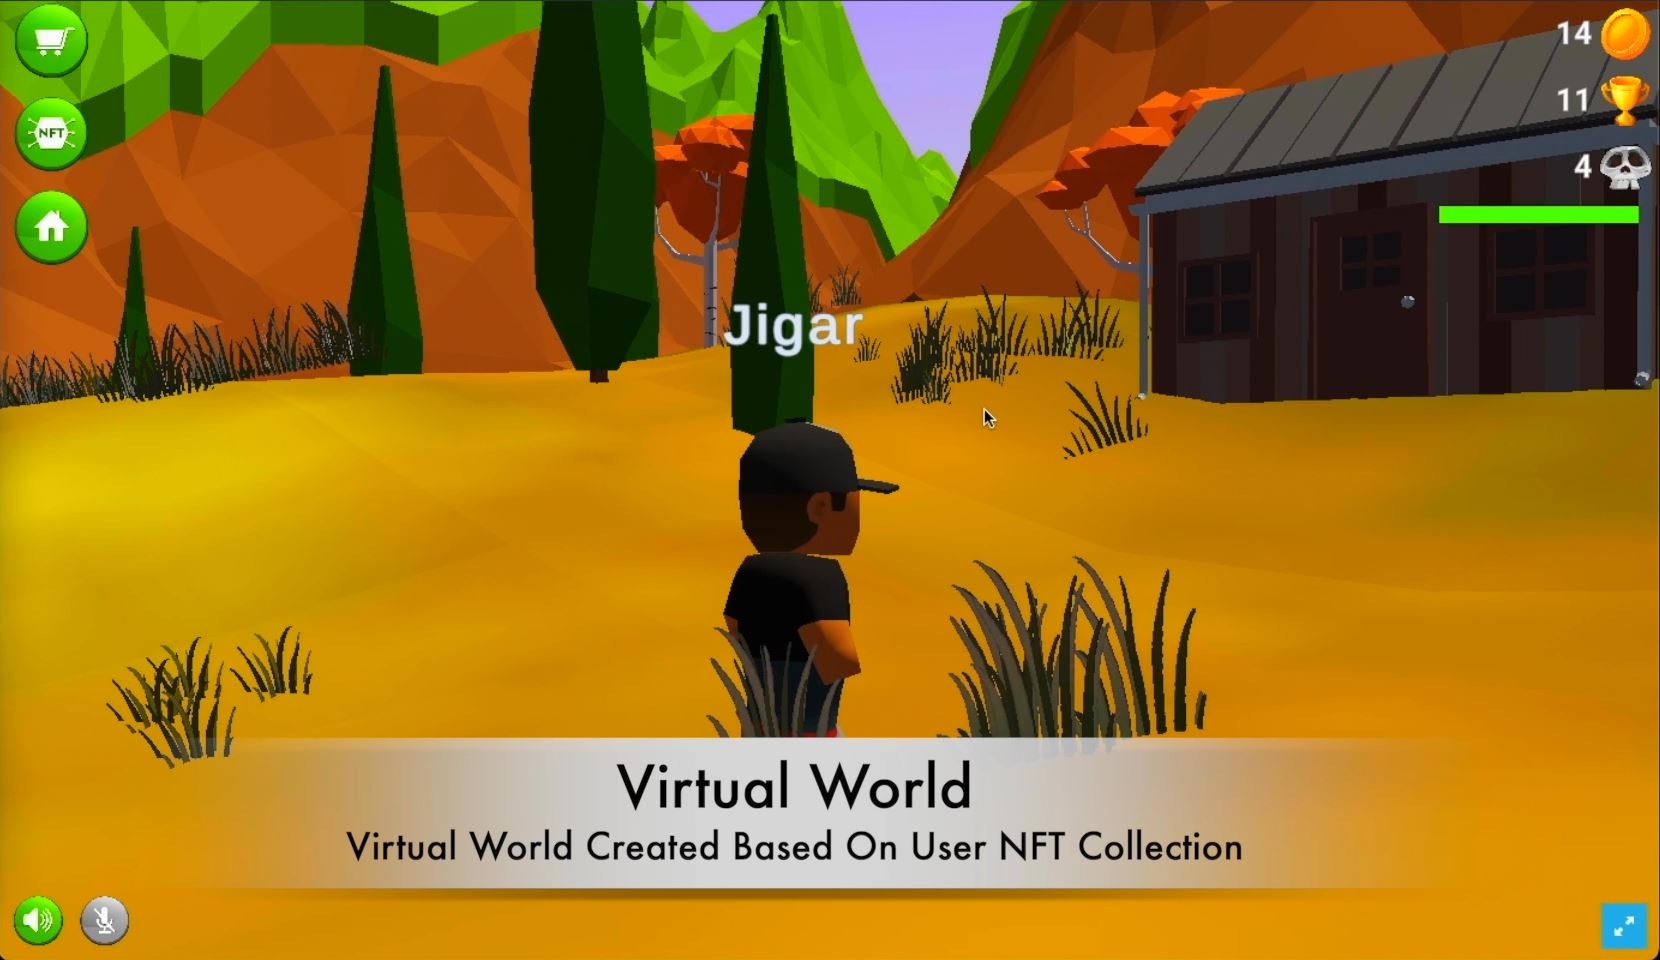 14
NFT
11
4
Jigar
Virtual World
Virtual World Created Based On User NFT Collection